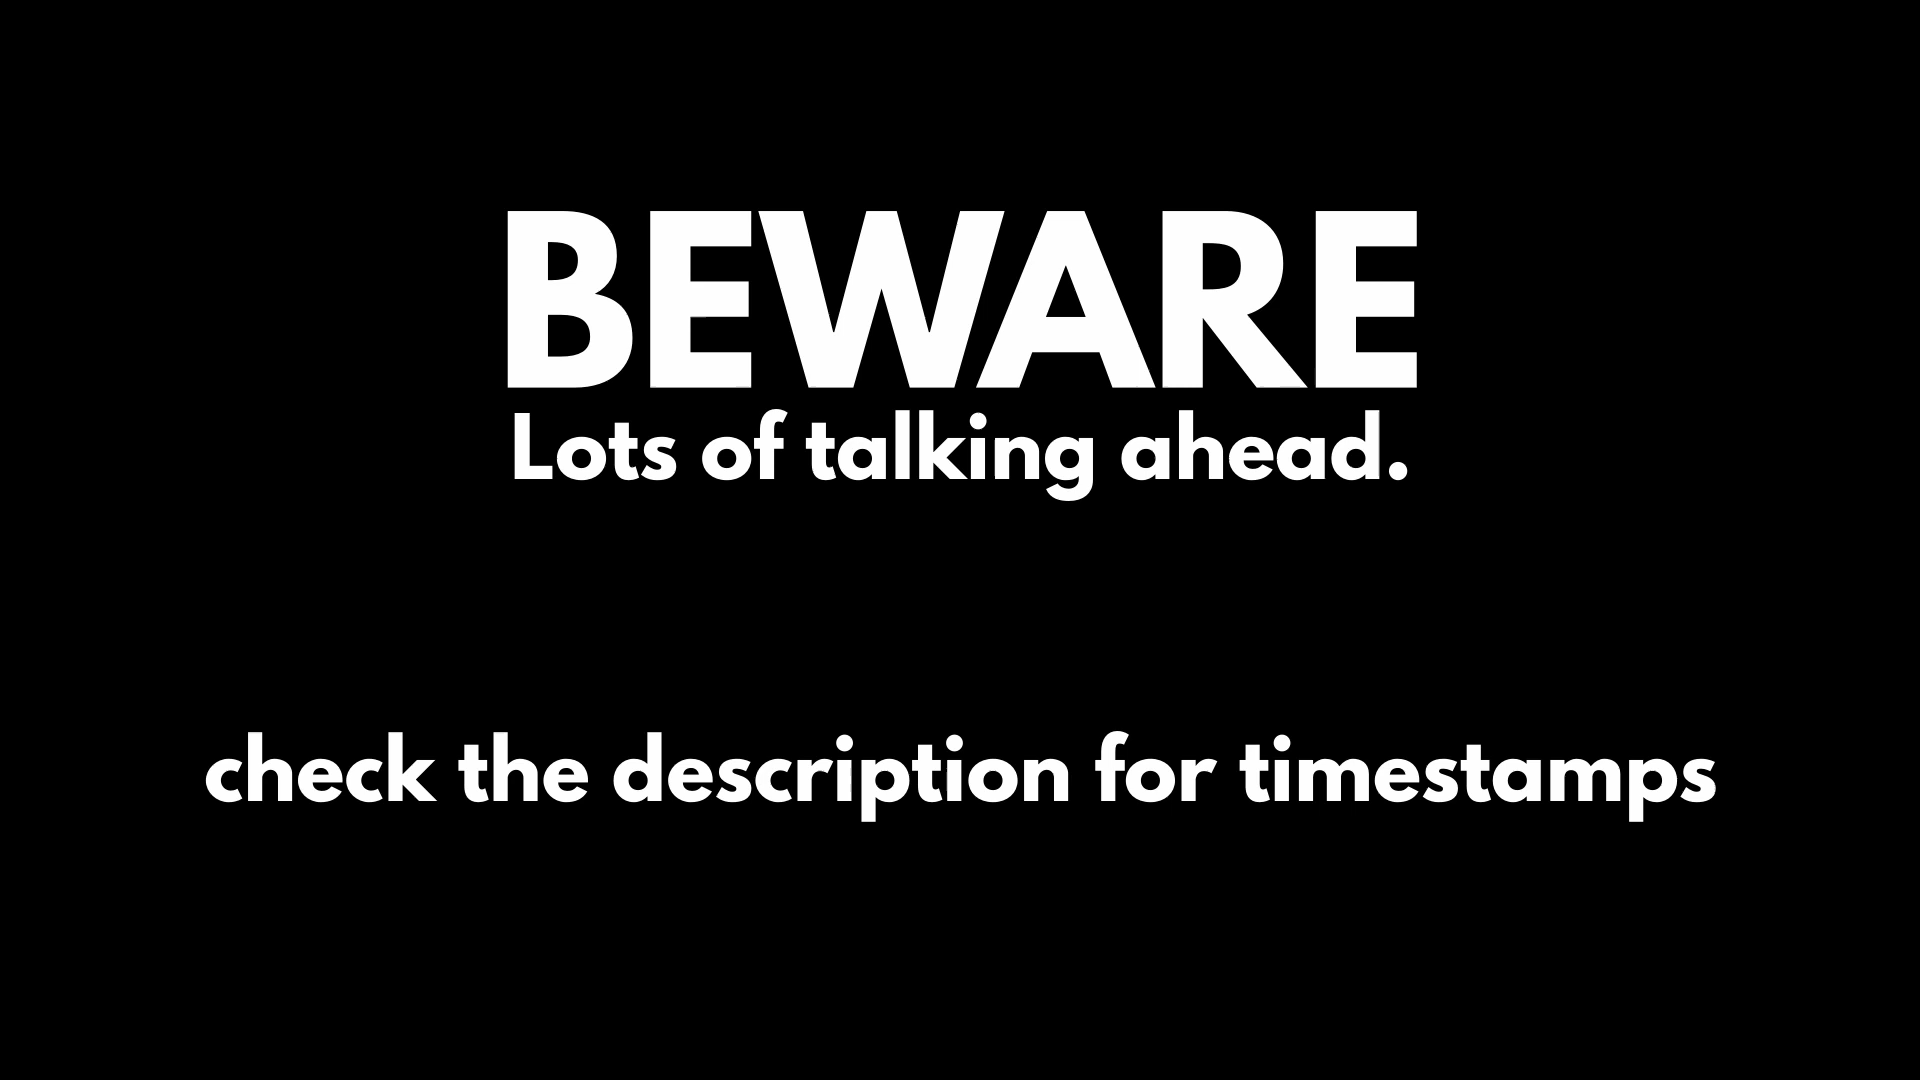 BEWARE
Lots of talking ahead.
check the description for timestamps